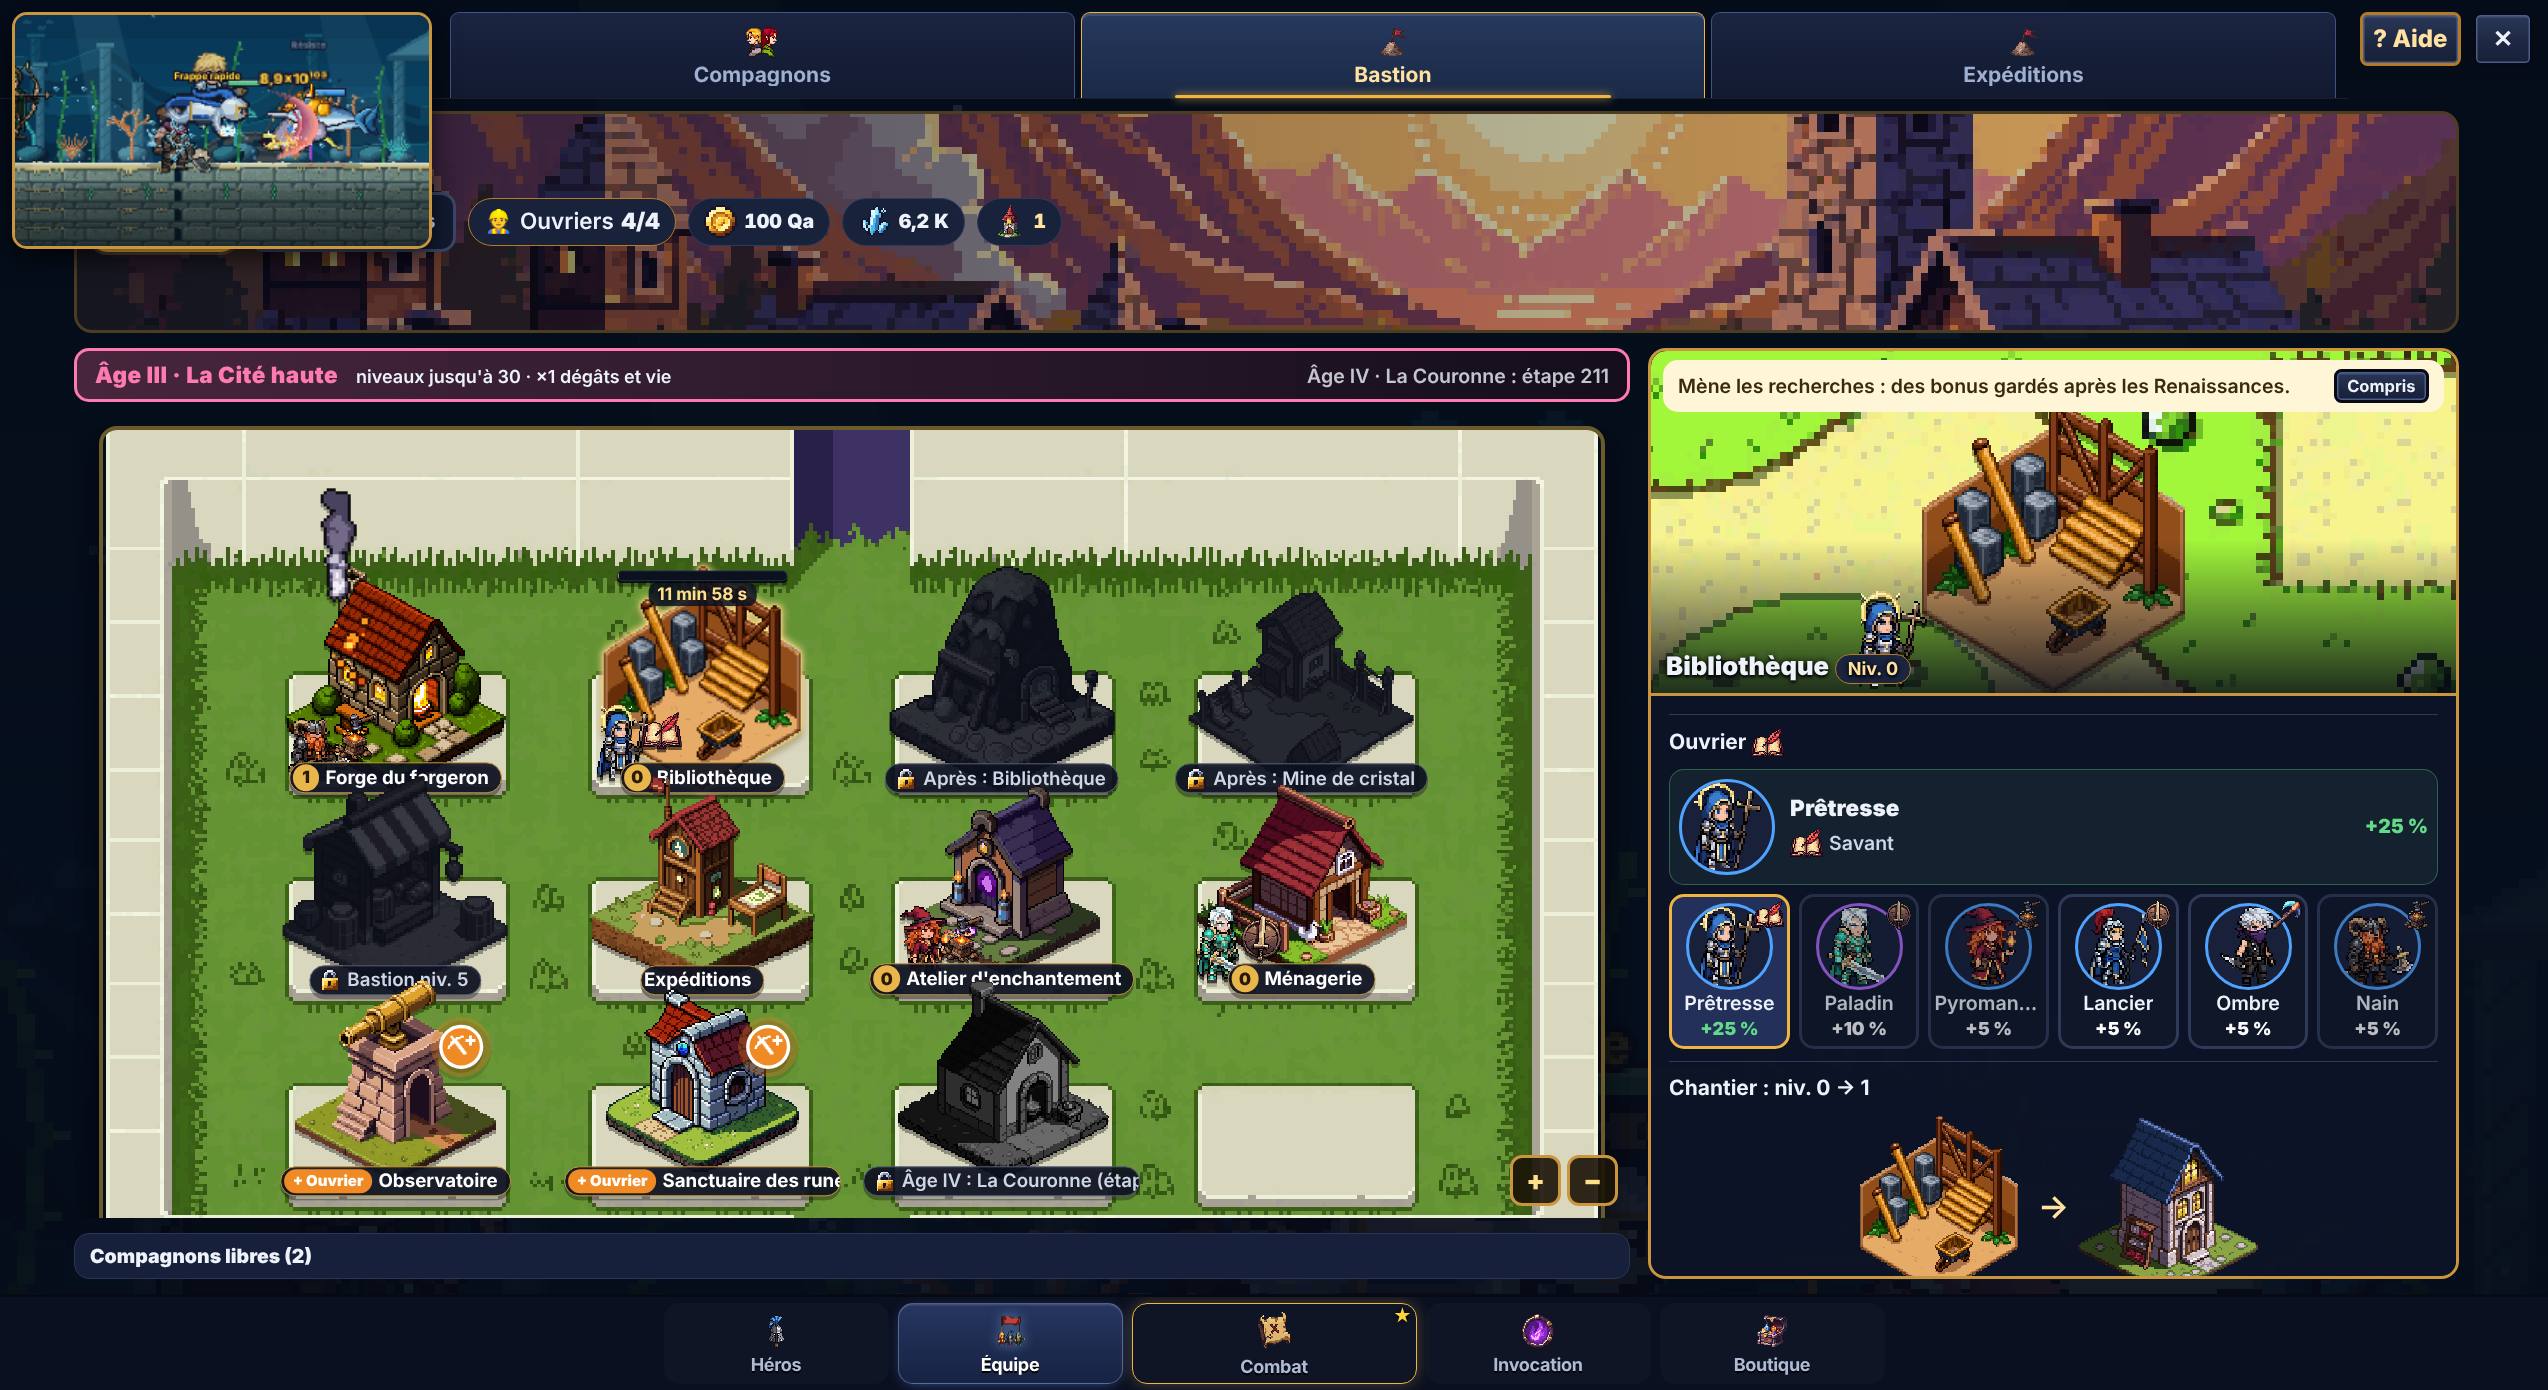 Résiste
Frappe rapide 8,9×10¹⁰³
Compagnons
Bastion
Expéditions
? Aide
Ouvriers 4/4
100 Qa
6,2 K
1
Âge III · La Cité haute niveaux jusqu'à 30 · ×1 dégâts et vie
Âge IV · La Couronne : étape 211
Mène les recherches : des bonus gardés après les Renaissances.
Compris
11 min 58 s
1 Forge du forgeron
0 Bibliothèque
Après : Bibliothèque
Après : Mine de cristal
Bastion niv. 5
Expéditions
0 Atelier d'enchantement
0 Ménagerie
+ Ouvrier Observatoire
+ Ouvrier Sanctuaire des rune
Âge IV : La Couronne (étap
+
−
Compagnons libres (2)
Bibliothèque Niv. 0
Ouvrier
Prêtresse
Savant
+25 %
Prêtresse
+25 %
Paladin
+10 %
Pyroman...
+5 %
Lancier
+5 %
Ombre
+5 %
Nain
+5 %
Chantier : niv. 0 → 1
Héros
Équipe
Combat
Invocation
Boutique